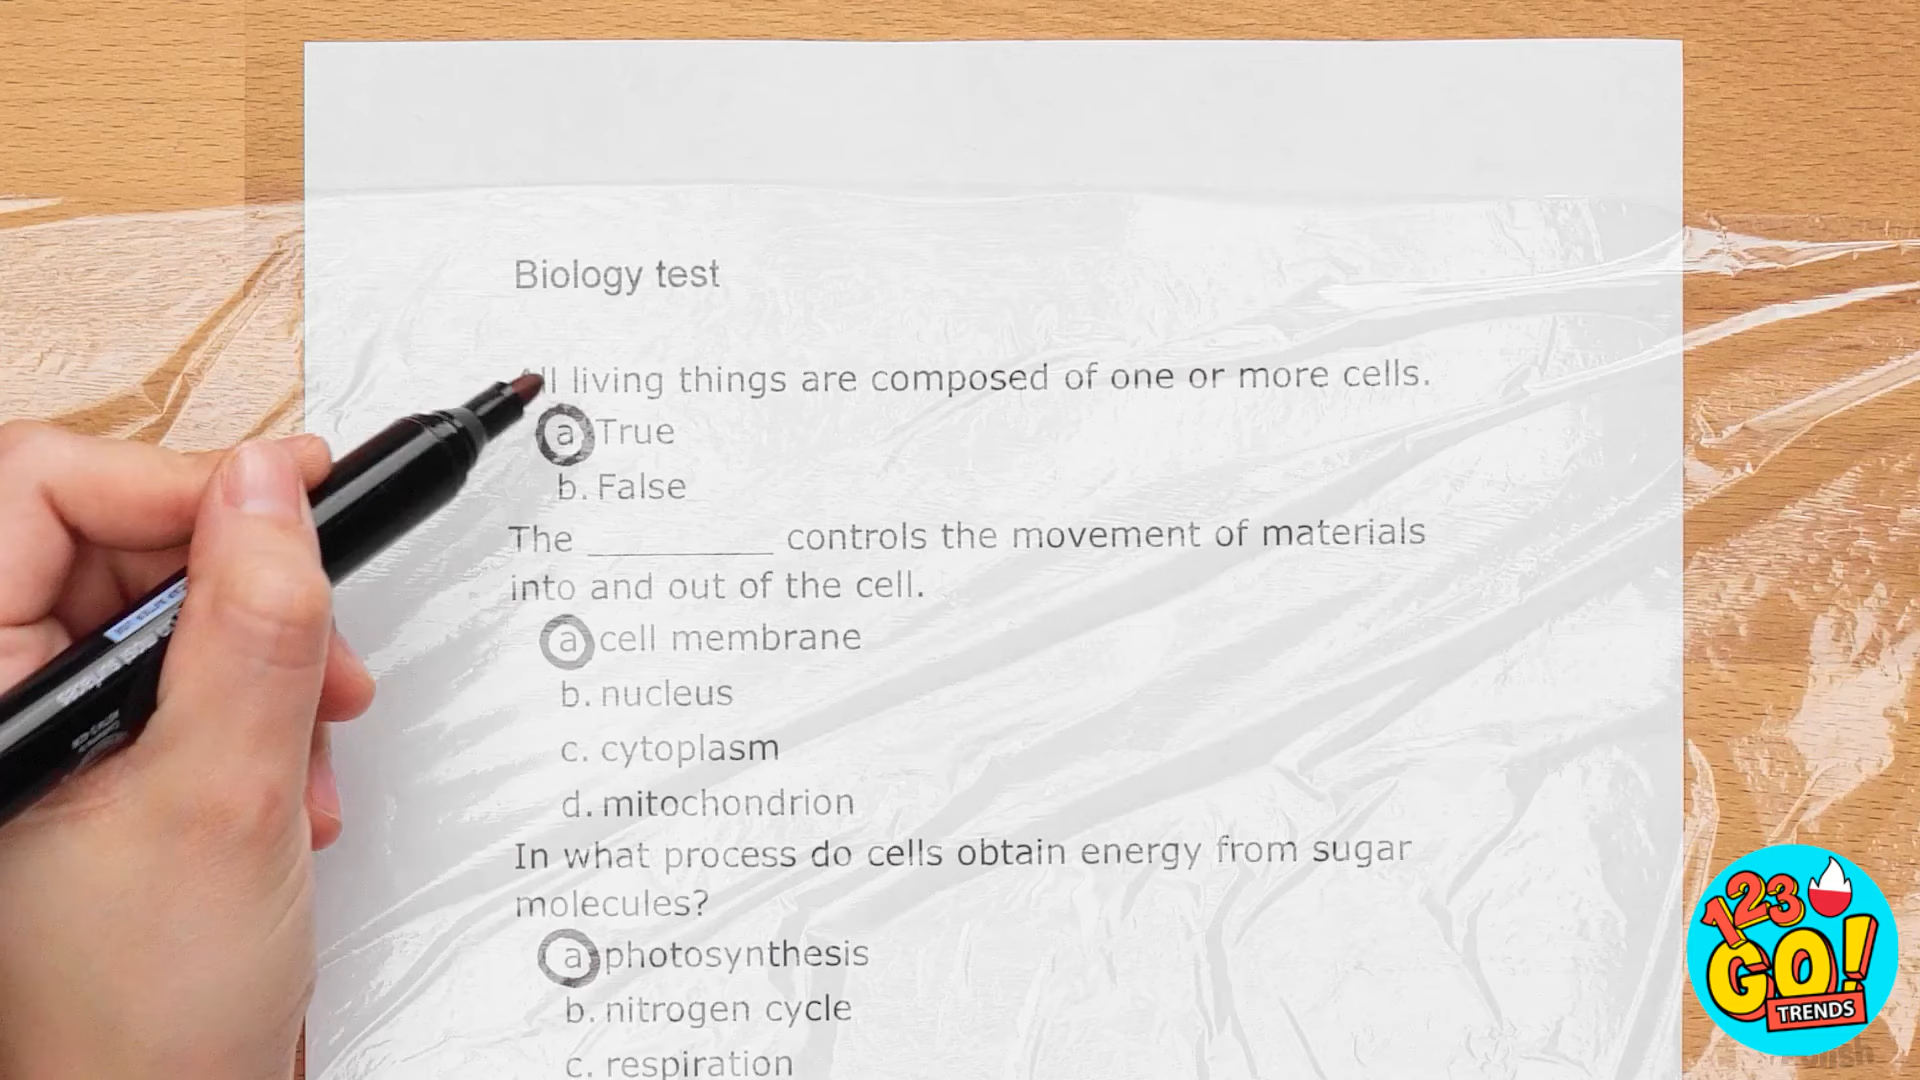 Biology test
All living things are composed of one or more cells.
a True
b. False
The __________ controls the movement of materials
into and out of the cell.
a cell membrane
b. nucleus
c. cytoplasm
d. mitochondrion
In what process do cells obtain energy from sugar
molecules?
a photosynthesis
b. nitrogen cycle
c. respiration
123
GO!
TRENDS